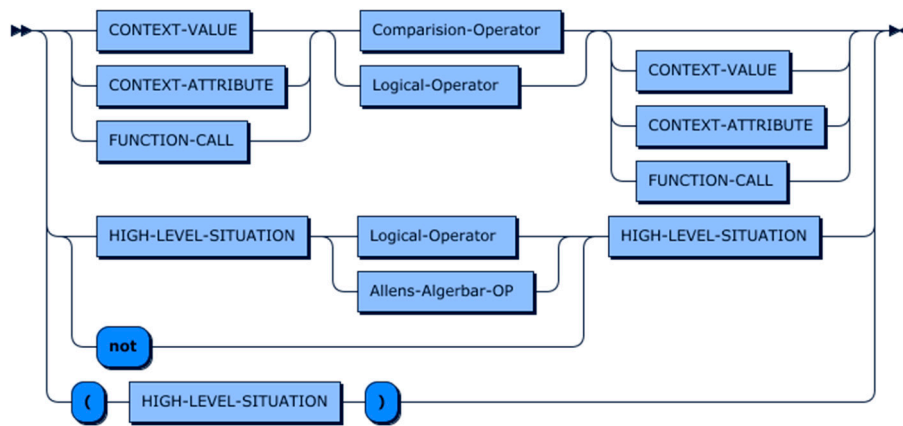 CONTEXT-VALUE Comparision-Operator
CONTEXT-ATTRIBUTE Logical-Operator CONTEXT-VALUE
FUNCTION-CALL CONTEXT-ATTRIBUTE
FUNCTION-CALL
HIGH-LEVEL-SITUATION Logical-Operator HIGH-LEVEL-SITUATION
Allens-Algerbar-OP
not
( HIGH-LEVEL-SITUATION )